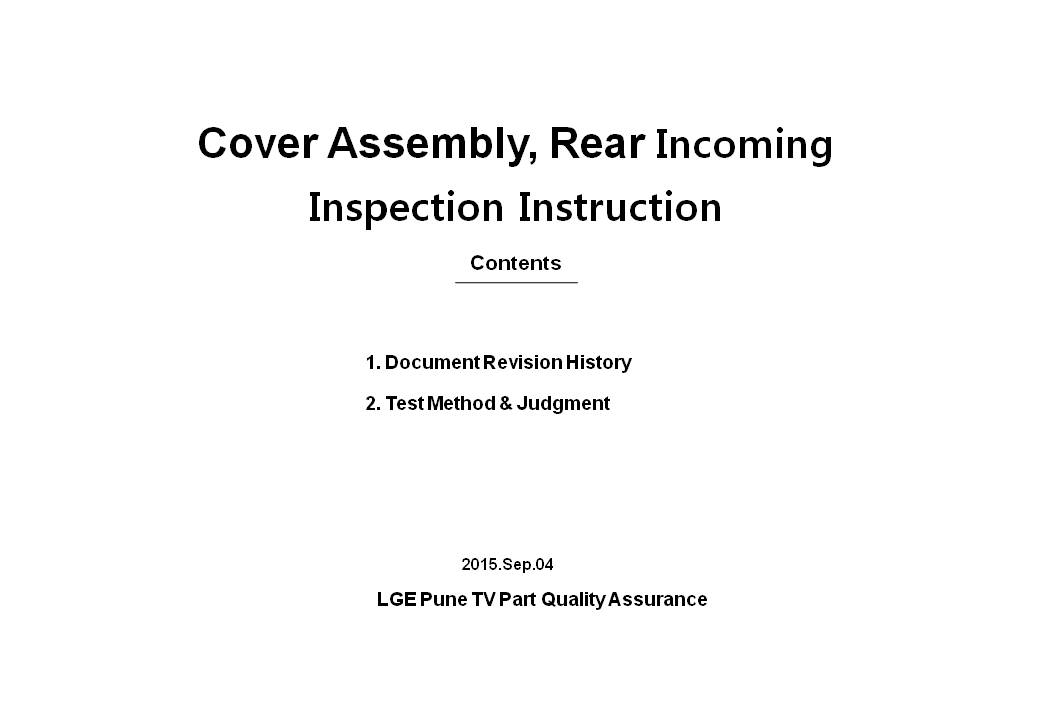 Cover Assembly, Rear Incoming
Inspection Instruction
Contents
1. Document Revision History
2. Test Method & Judgment
2015.Sep.04
LGE Pune TV Part Quality Assurance